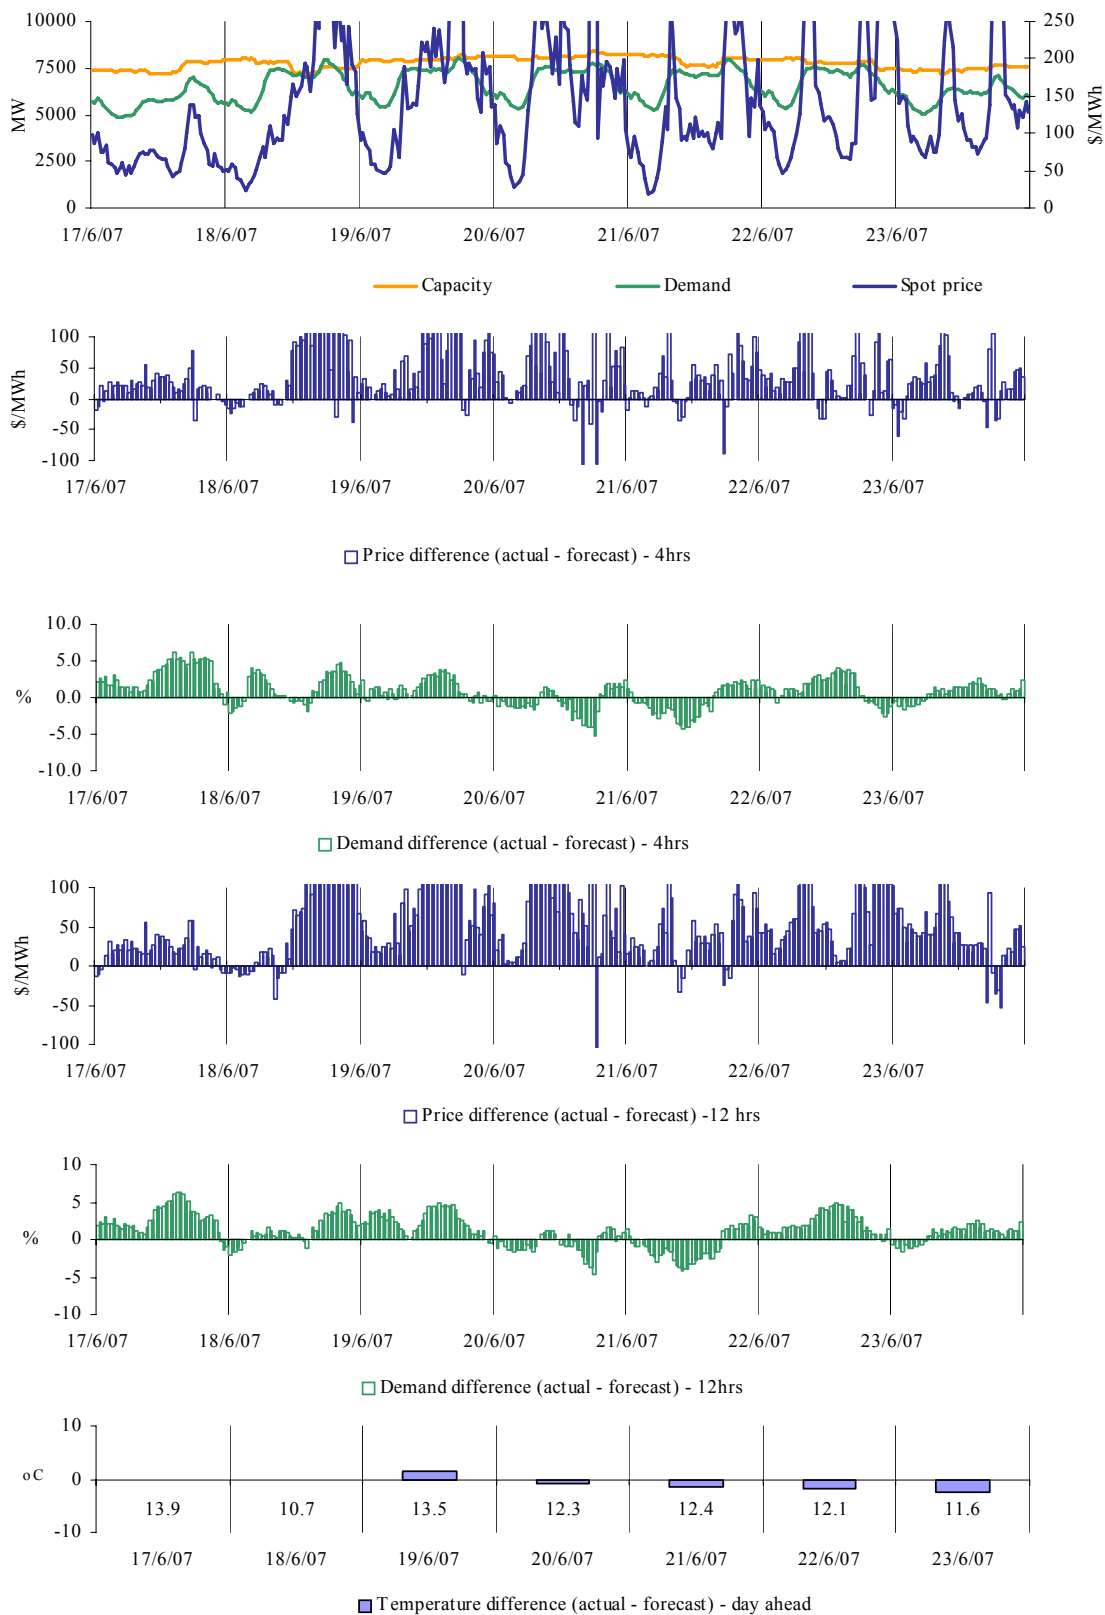 10000
7500
5000
2500
0
MW
250
200
150
100
50
0
$/MWh
17/6/07 18/6/07 19/6/07 20/6/07 21/6/07 22/6/07 23/6/07
Capacity Demand Spot price
100
50
0
-50
-100
$/MWh
17/6/07 18/6/07 19/6/07 20/6/07 21/6/07 22/6/07 23/6/07
Price difference (actual - forecast) - 4hrs
10.0
5.0
0.0
-5.0
-10.0
%
17/6/07 18/6/07 19/6/07 20/6/07 21/6/07 22/6/07 23/6/07
Demand difference (actual - forecast) - 4hrs
100
50
0
-50
-100
$/MWh
17/6/07 18/6/07 19/6/07 20/6/07 21/6/07 22/6/07 23/6/07
Price difference (actual - forecast) -12 hrs
10
5
0
-5
-10
%
17/6/07 18/6/07 19/6/07 20/6/07 21/6/07 22/6/07 23/6/07
Demand difference (actual - forecast) - 12hrs
10
0
-10
oC
13.9 10.7 13.5 12.3 12.4 12.1 11.6
17/6/07 18/6/07 19/6/07 20/6/07 21/6/07 22/6/07 23/6/07
Temperature difference (actual - forecast) - day ahead